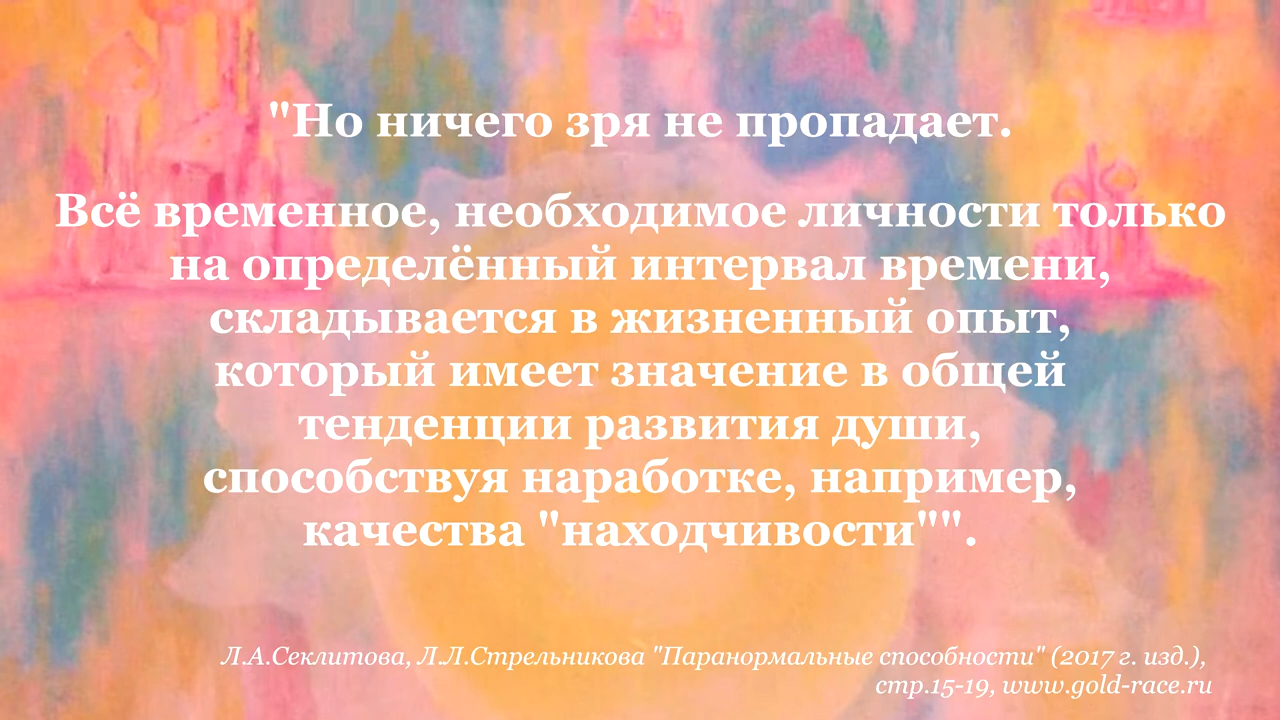 "Но ничего зря не пропадает.
Всё временное, необходимое личности только
на определённый интервал времени,
складывается в жизненный опыт,
который имеет значение в общей
тенденции развития души,
способствуя наработке, например,
качества "находчивости"".
Л.А.Секлитова, Л.Л.Стрельникова "Паранормальные способности" (2017 г. изд.),
стр.15-19, www.gold-race.ru